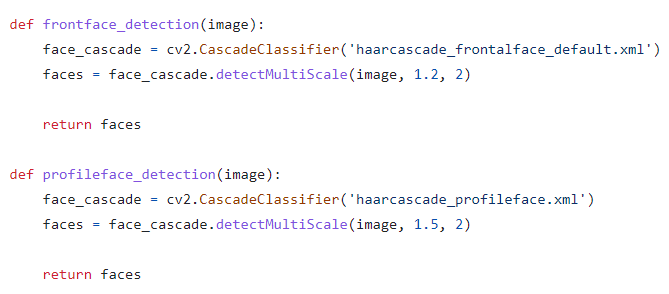 def frontface_detection(image):
    face_cascade = cv2.CascadeClassifier('haarcascade_frontalface_default.xml')
    faces = face_cascade.detectMultiScale(image, 1.2, 2)

    return faces

def profileface_detection(image):
    face_cascade = cv2.CascadeClassifier('haarcascade_profileface.xml')
    faces = face_cascade.detectMultiScale(image, 1.5, 2)

    return faces